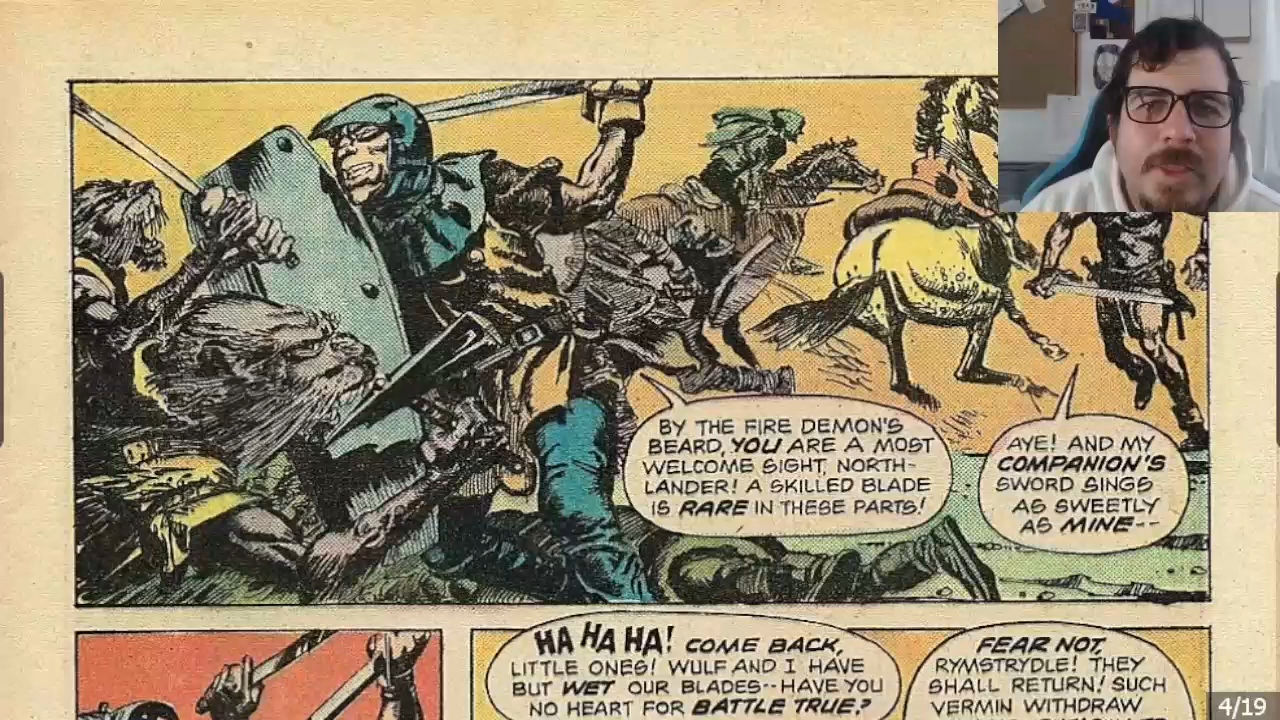 BY THE FIRE DEMON'S
BEARD, YOU ARE A MOST
WELCOME SIGHT, NORTH-
LANDER! A SKILLED BLADE
IS RARE IN THESE PARTS!
AYE! AND MY
COMPANION'S
SWORD SINGS
AS SWEETLY
AS MINE--
HA HA HA! COME BACK,
LITTLE ONES! WULF AND I HAVE
BUT WET OUR BLADES--HAVE YOU
NO HEART FOR BATTLE TRUE?
FEAR NOT,
RYMSTRYDLE! THEY
SHALL RETURN! SUCH
VERMIN WITHDRAW
4/19